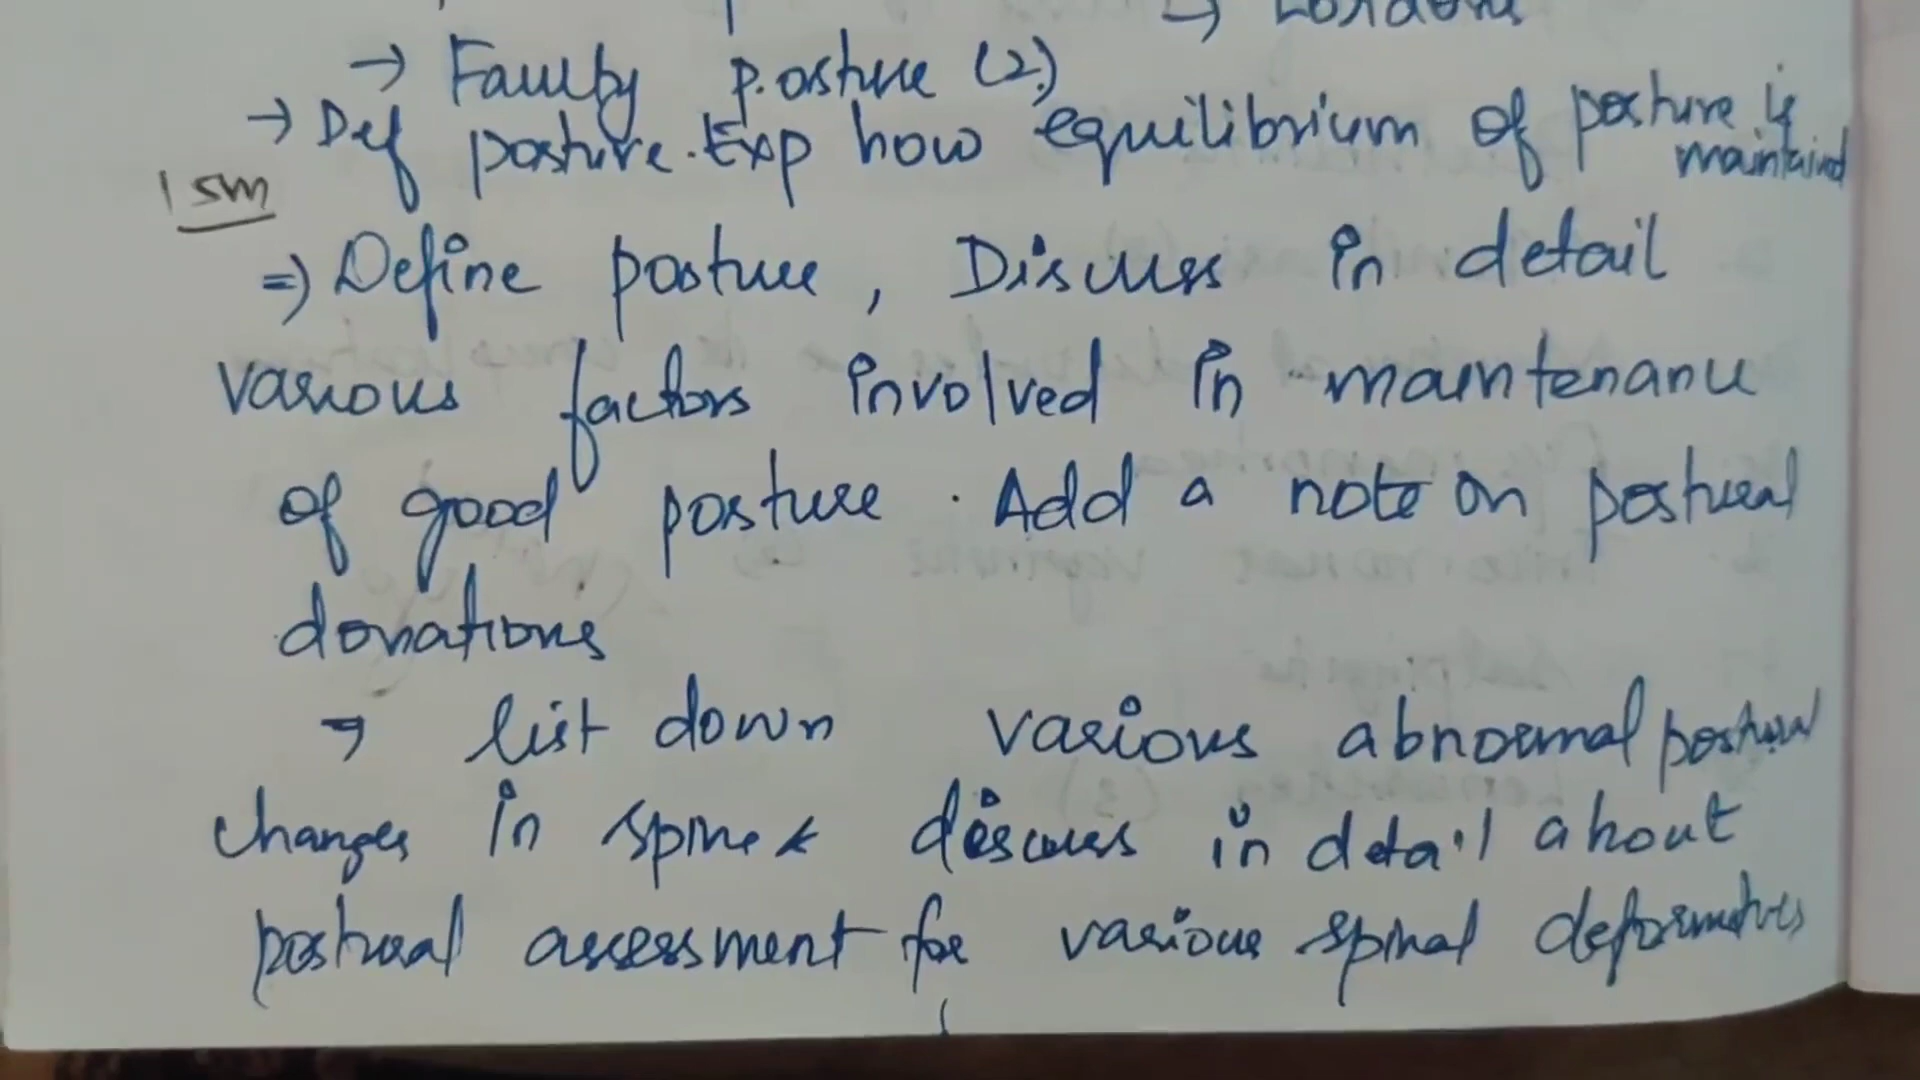 → Faulty posture (2)
→ Def posture. Exp how equilibrium of posture is
maintained
15m
⇒ Define posture, Discuss in detail
various factors involved in maintenance
of good posture. Add a note on postural
donations
→ list down various abnormal postural
changes in spine & discuss in detail about
postural assessment for various spinal deformities